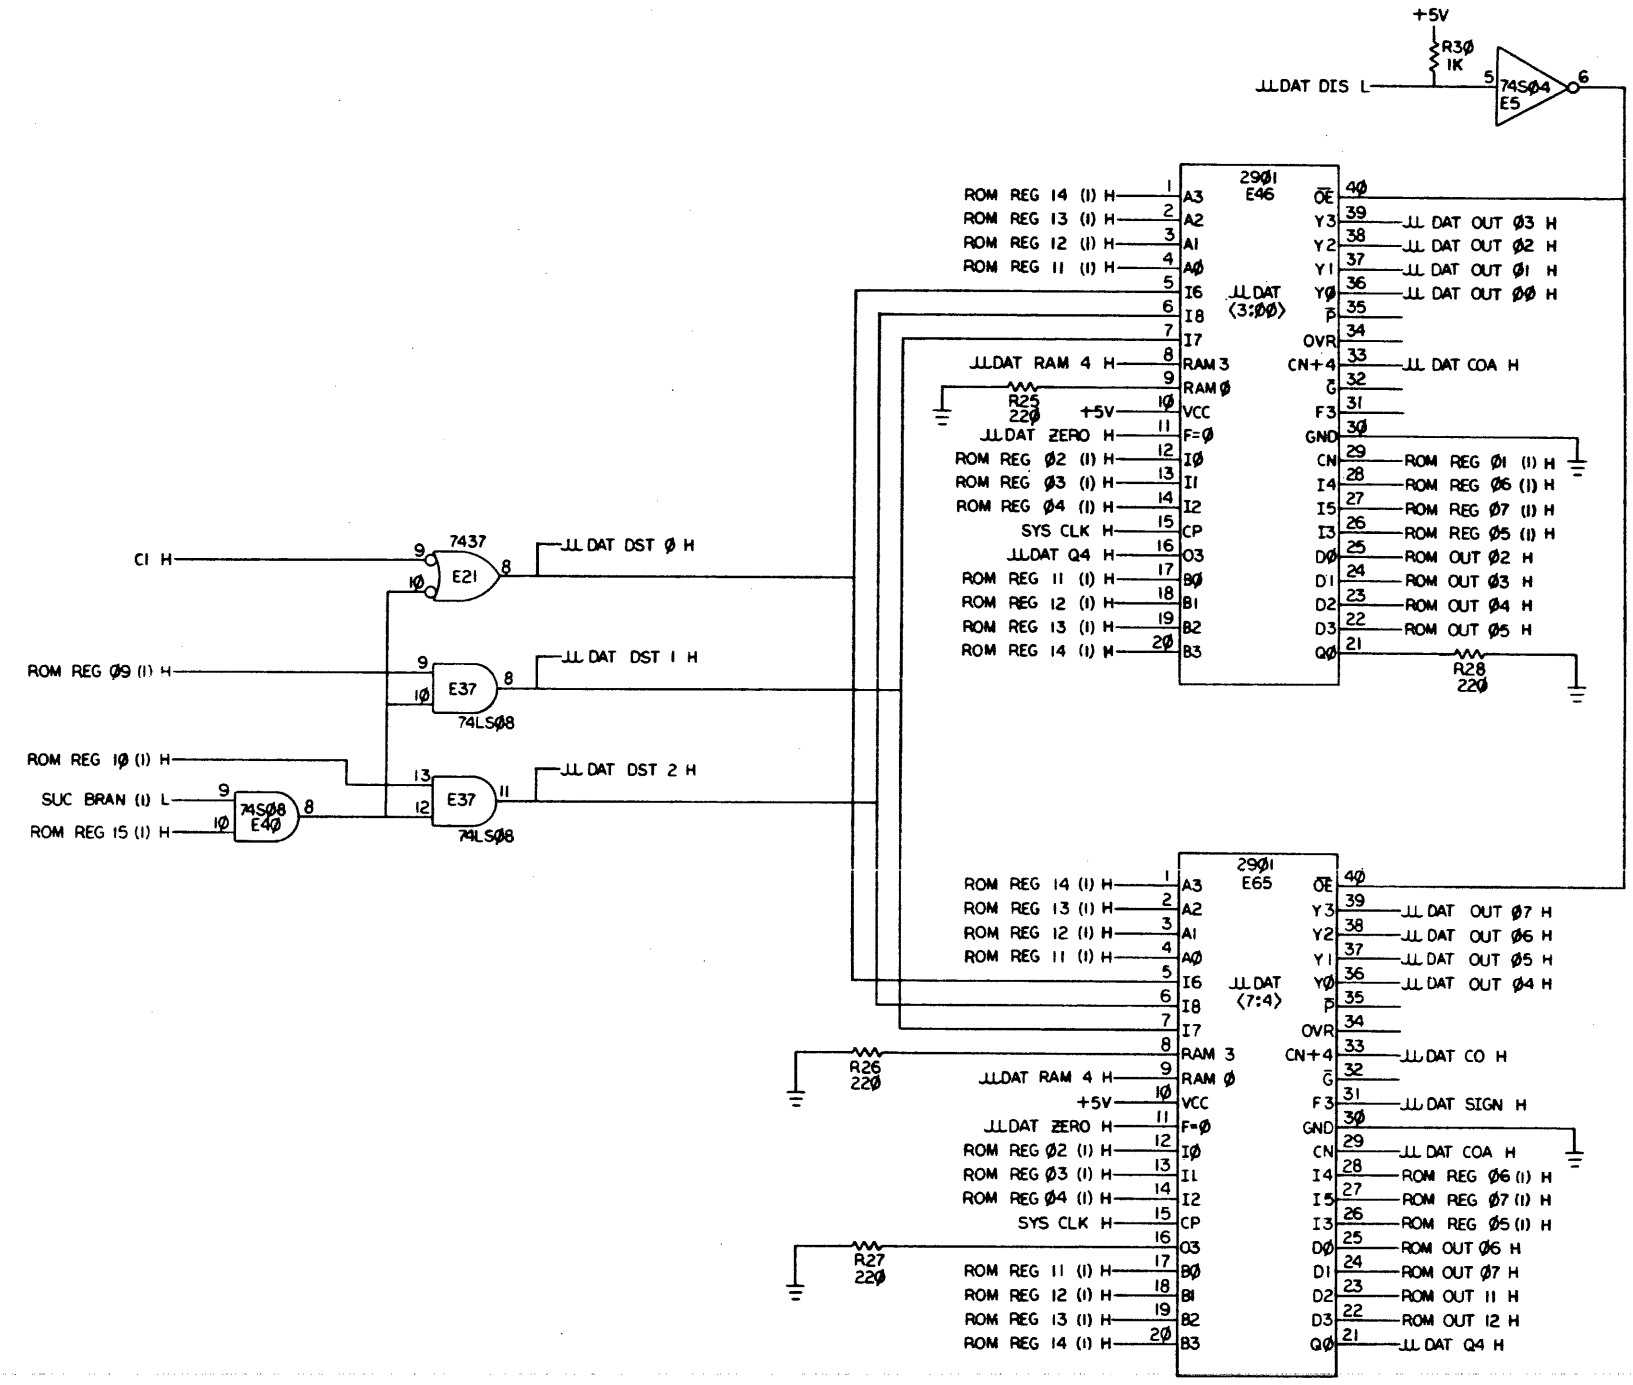 +5V
R3Ø
1K
µDAT DIS L
5
74SØ4
E5
6
ROM REG 14 (1) H
1
A3
ROM REG 13 (1) H
2
A2
ROM REG 12 (1) H
3
A1
ROM REG 11 (1) H
4
AØ
5
I6
6
I8
7
I7
µDAT RAM 4 H
8
RAM 3
R25
22Ø
9
RAM Ø
+5V
1Ø
VCC
µDAT ZERO H
11
F=Ø
ROM REG Ø2 (1) H
12
IØ
ROM REG Ø3 (1) H
13
I1
ROM REG Ø4 (1) H
14
I2
SYS CLK H
15
CP
µDAT Q4 H
16
O3
ROM REG 11 (1) H
17
BØ
ROM REG 12 (1) H
18
B1
ROM REG 13 (1) H
19
B2
ROM REG 14 (1) H
2Ø
B3
29Ø1
E46
µDAT
<3:ØØ>
OE
4Ø
Y3
39
µDAT OUT Ø3 H
Y2
38
µDAT OUT Ø2 H
Y1
37
µDAT OUT Ø1 H
YØ
36
µDAT OUT ØØ H
P
35
OVR
34
CN+4
33
µDAT COA H
G
32
F3
31
GND
3Ø
CN
29
ROM REG Ø1 (1) H
I4
28
ROM REG Ø6 (1) H
I5
27
ROM REG Ø7 (1) H
I3
26
ROM REG Ø5 (1) H
DØ
25
ROM OUT Ø2 H
D1
24
ROM OUT Ø3 H
D2
23
ROM OUT Ø4 H
D3
22
ROM OUT Ø5 H
QØ
21
R28
22Ø
C1 H
9
1Ø
7437
E21
8
µDAT DST Ø H
ROM REG Ø9 (1) H
9
1Ø
E37
74LSØ8
8
µDAT DST 1 H
ROM REG 1Ø (1) H
13
12
E37
74LSØ8
11
µDAT DST 2 H
SUC BRAN (1) L
9
ROM REG 15 (1) H
1Ø
74SØ8
E4Ø
8
ROM REG 14 (1) H
1
A3
ROM REG 13 (1) H
2
A2
ROM REG 12 (1) H
3
A1
ROM REG 11 (1) H
4
AØ
5
I6
6
I8
7
I7
R26
22Ø
8
RAM 3
µDAT RAM 4 H
9
RAM Ø
+5V
1Ø
VCC
µDAT ZERO H
11
F=Ø
ROM REG Ø2 (1) H
12
IØ
ROM REG Ø3 (1) H
13
I1
ROM REG Ø4 (1) H
14
I2
SYS CLK H
15
CP
R27
22Ø
16
O3
ROM REG 11 (1) H
17
BØ
ROM REG 12 (1) H
18
B1
ROM REG 13 (1) H
19
B2
ROM REG 14 (1) H
2Ø
B3
29Ø1
E65
µDAT
<7:4>
OE
4Ø
Y3
39
µDAT OUT Ø7 H
Y2
38
µDAT OUT Ø6 H
Y1
37
µDAT OUT Ø5 H
YØ
36
µDAT OUT Ø4 H
P
35
OVR
34
CN+4
33
µDAT CO H
G
32
F3
31
µDAT SIGN H
GND
3Ø
CN
29
µDAT COA H
I4
28
ROM REG Ø6 (1) H
I5
27
ROM REG Ø7 (1) H
I3
26
ROM REG Ø5 (1) H
DØ
25
ROM OUT Ø6 H
D1
24
ROM OUT Ø7 H
D2
23
ROM OUT 11 H
D3
22
ROM OUT 12 H
QØ
21
µDAT Q4 H